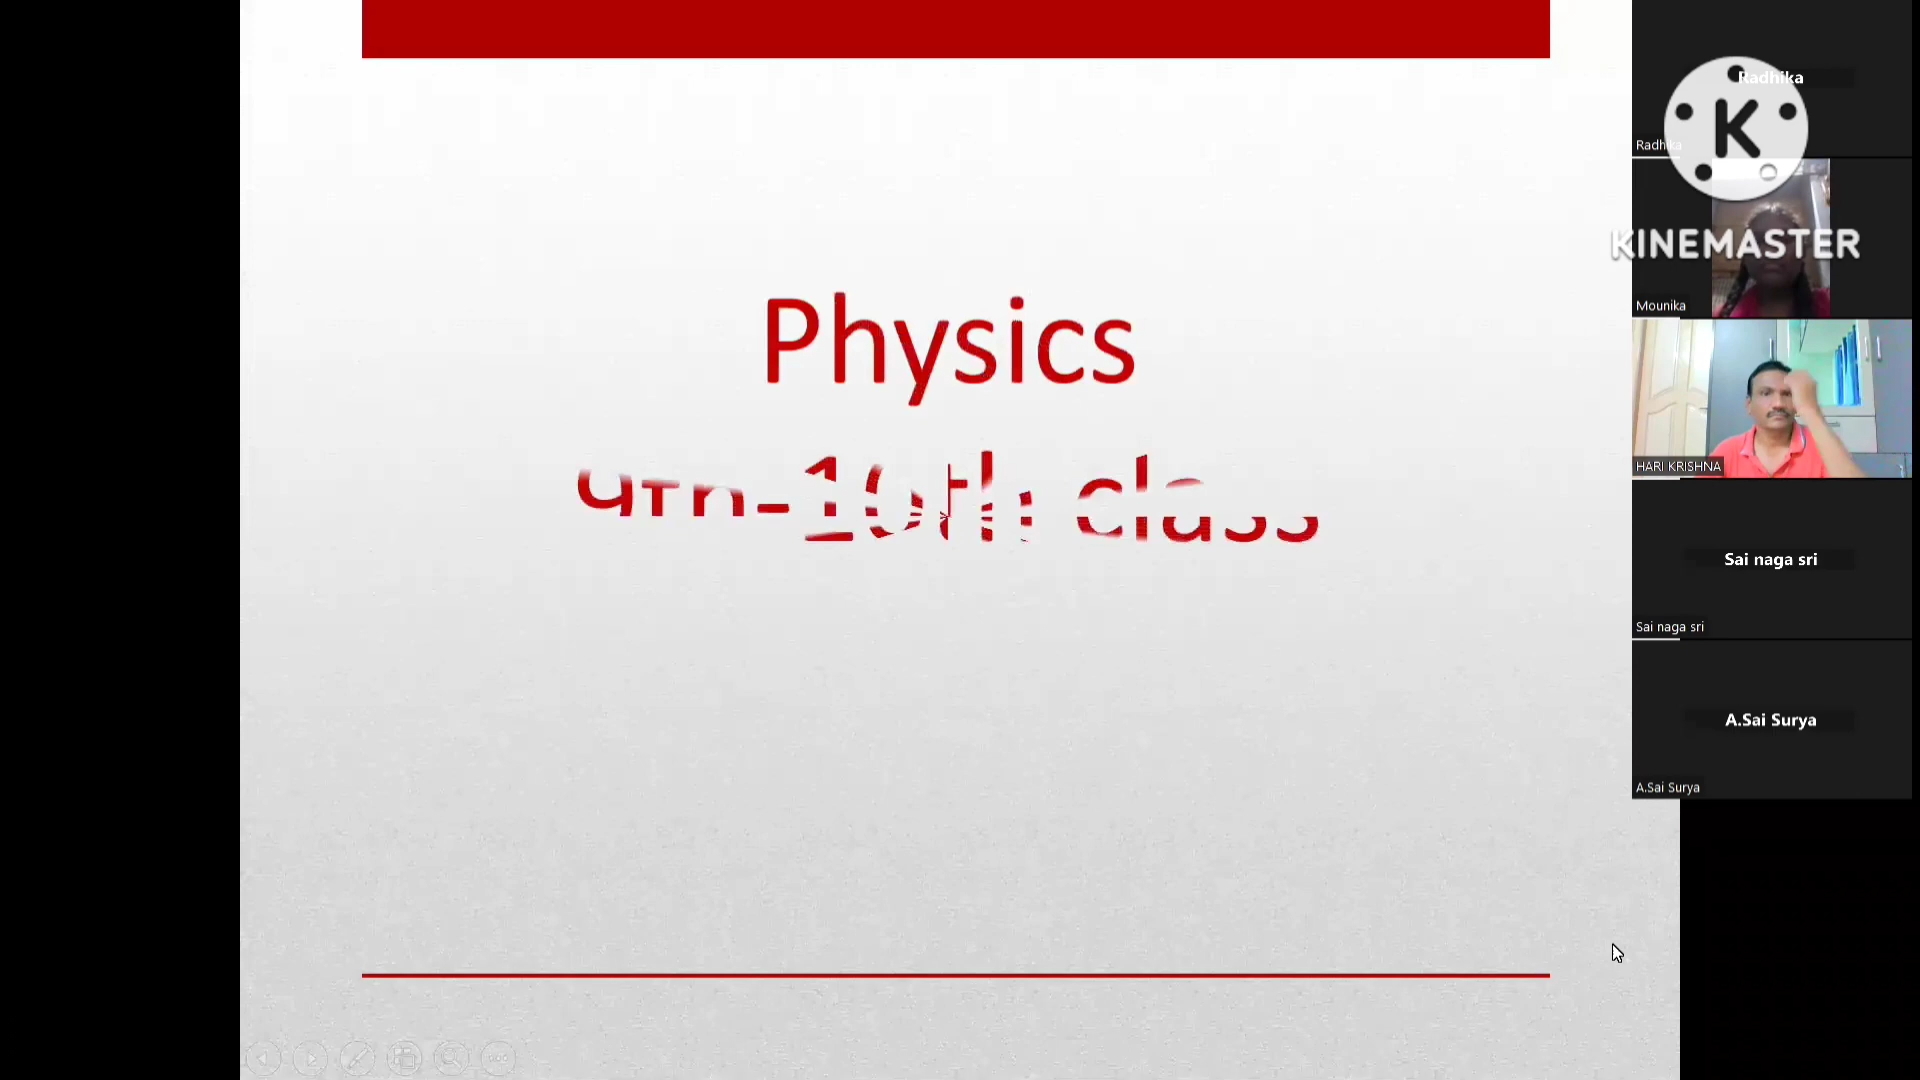 Physics
9th-10th class
Radhika
Radhika
K
KINEMASTER
Mounika
HARI KRISHNA
Sai naga sri
Sai naga sri
A.Sai Surya
A.Sai Surya